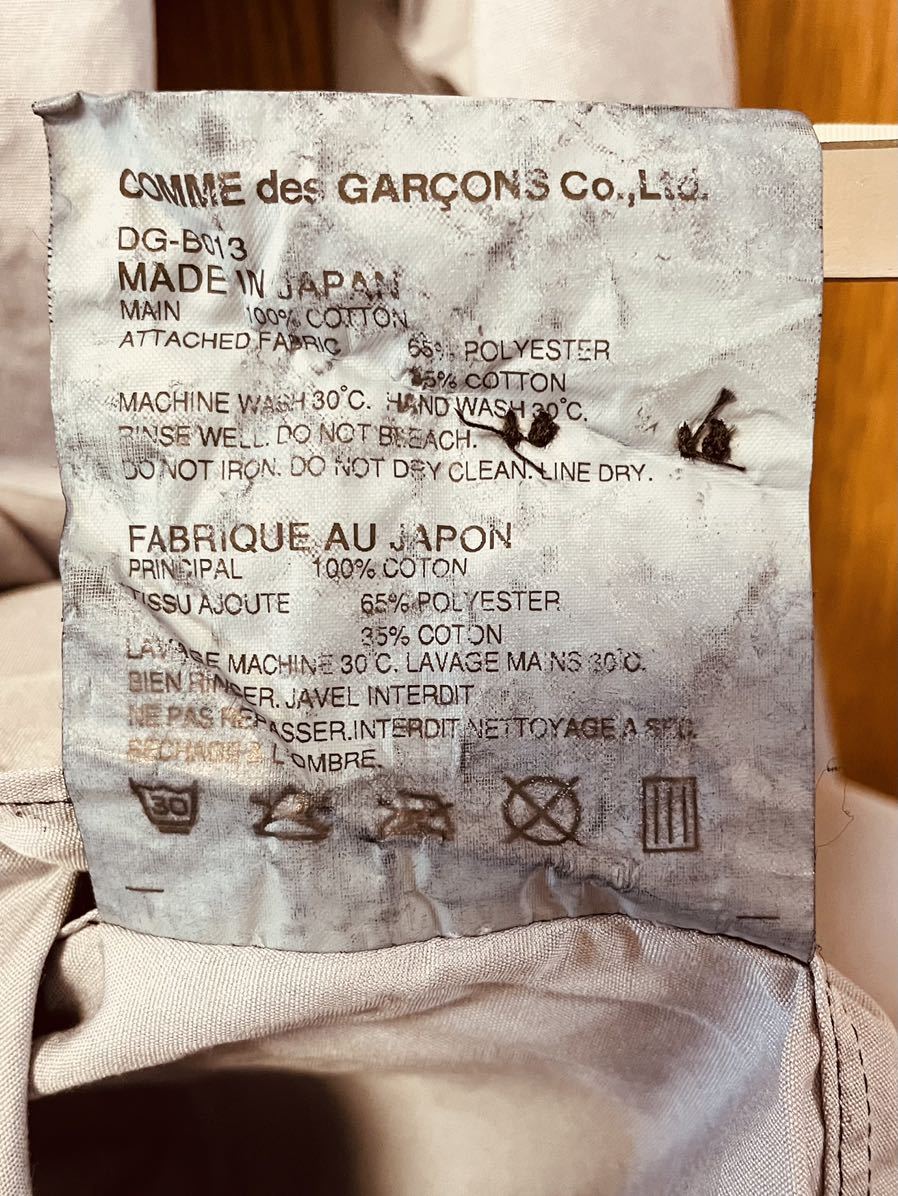 COMME des GARÇONS Co.,Ltd.
DG-B013
MADE IN JAPAN
MAIN 100% COTTON
ATTACHED FABRIC 65% POLYESTER
35% COTTON
MACHINE WASH 30°C. HAND WASH 30°C.
RINSE WELL. DO NOT BLEACH.
DO NOT IRON. DO NOT DRY CLEAN. LINE DRY.
FABRIQUE AU JAPON
PRINCIPAL 100% COTON
TISSU AJOUTE 65% POLYESTER
35% COTON
LAVAGE MACHINE 30°C. LAVAGE MAINS 30°C.
BIEN RINSER. JAVEL INTERDIT
NE PAS REPASSER. INTERDIT NETTOYAGE A SEC.
SECHAGE A L'OMBRE.
30